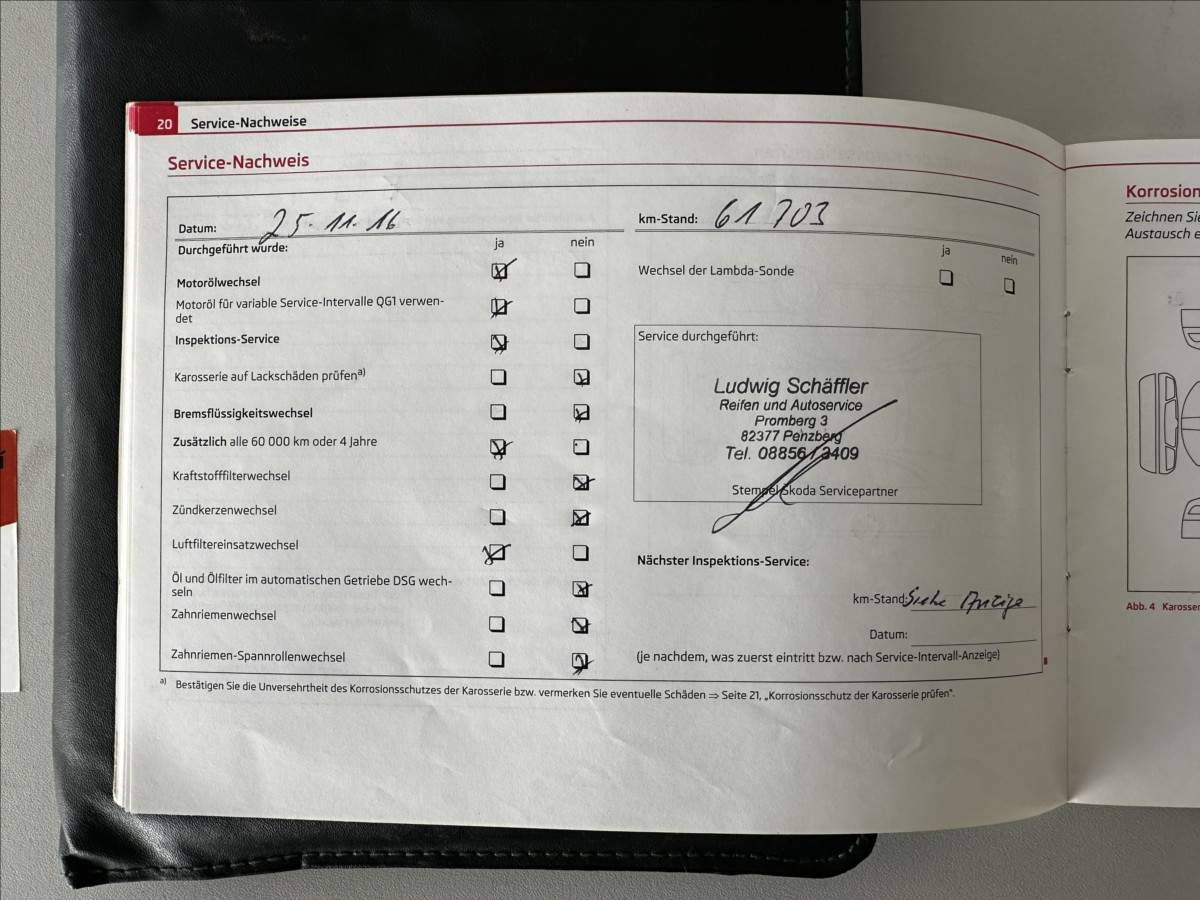 20 Service-Nachweise
Service-Nachweis
Datum: 25.11.16
km-Stand: 61 703
Durchgeführt wurde: ja nein
Motorölwechsel
Motoröl für variable Service-Intervalle QG1 verwen-
det
Inspektions-Service
Karosserie auf Lackschäden prüfen a)
Bremsflüssigkeitswechsel
Zusätzlich alle 60 000 km oder 4 Jahre
Kraftstofffilterwechsel
Zündkerzenwechsel
Luftfiltereinsatzwechsel
Öl und Ölfilter im automatischen Getriebe DSG wech-
seln
Zahnriemenwechsel
Zahnriemen-Spannrollenwechsel
ja nein
Wechsel der Lambda-Sonde
Service durchgeführt:
Ludwig Schäffler
Reifen und Autoservice
Promberg 3
82377 Penzberg
Tel. 08856/3409
Stempel Skoda Servicepartner
Nächster Inspektions-Service:
km-Stand: Siehe Anzeige
Datum:
(je nachdem, was zuerst eintritt bzw. nach Service-Intervall-Anzeige)
a) Bestätigen Sie die Unversehrtheit des Korrosionsschutzes der Karosserie bzw. vermerken Sie eventuelle Schäden ⇒ Seite 21, „Korrosionsschutz der Karosserie prüfen“.
Korrosion
Zeichnen Sie
Austausch e
Abb. 4 Karosser